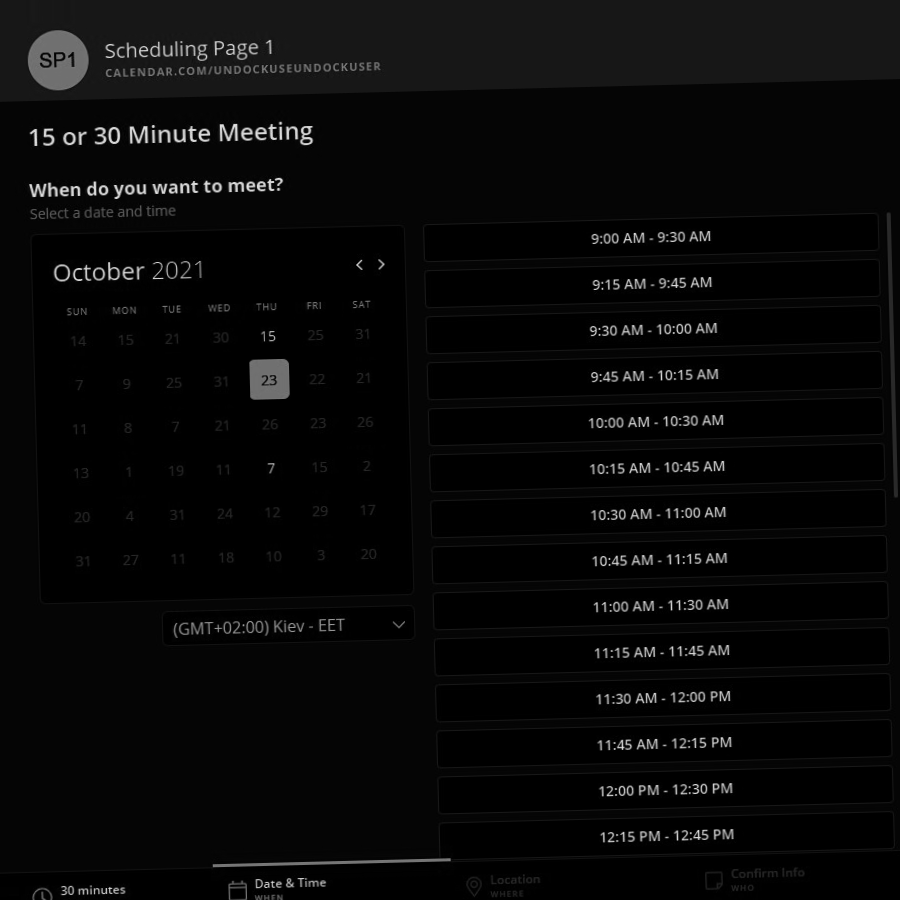 SP1
Scheduling Page 1
CALENDAR.COM/UNDOCKUSEUNDOCKUSER
15 or 30 Minute Meeting
When do you want to meet?
Select a date and time
October 2021
SUN MON TUE WED THU FRI SAT
14 15 21 30 15 25 31
7 9 25 31 23 22 21
11 8 7 21 26 23 26
13 1 19 11 7 15 2
20 4 31 24 12 29 17
31 27 11 18 10 3 20
(GMT+02:00) Kiev - EET
9:00 AM - 9:30 AM
9:15 AM - 9:45 AM
9:30 AM - 10:00 AM
9:45 AM - 10:15 AM
10:00 AM - 10:30 AM
10:15 AM - 10:45 AM
10:30 AM - 11:00 AM
10:45 AM - 11:15 AM
11:00 AM - 11:30 AM
11:15 AM - 11:45 AM
11:30 AM - 12:00 PM
11:45 AM - 12:15 PM
12:00 PM - 12:30 PM
12:15 PM - 12:45 PM
30 minutes
Date & Time
WHEN
Location
WHERE
Confirm Info
WHO